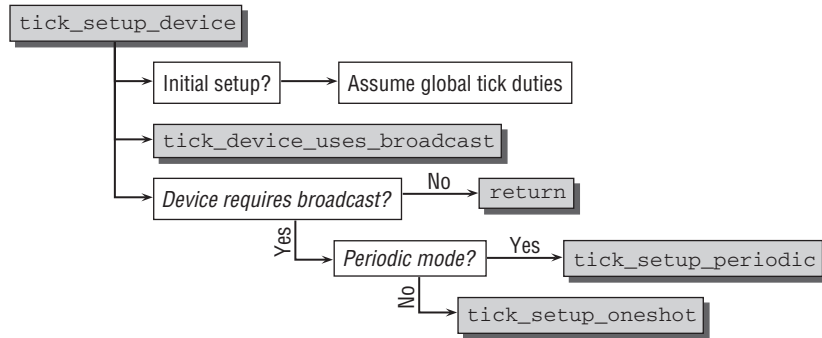 tick_setup_device
Initial setup?
Assume global tick duties
tick_device_uses_broadcast
Device requires broadcast?
No
return
Yes
Periodic mode?
Yes
tick_setup_periodic
No
tick_setup_oneshot